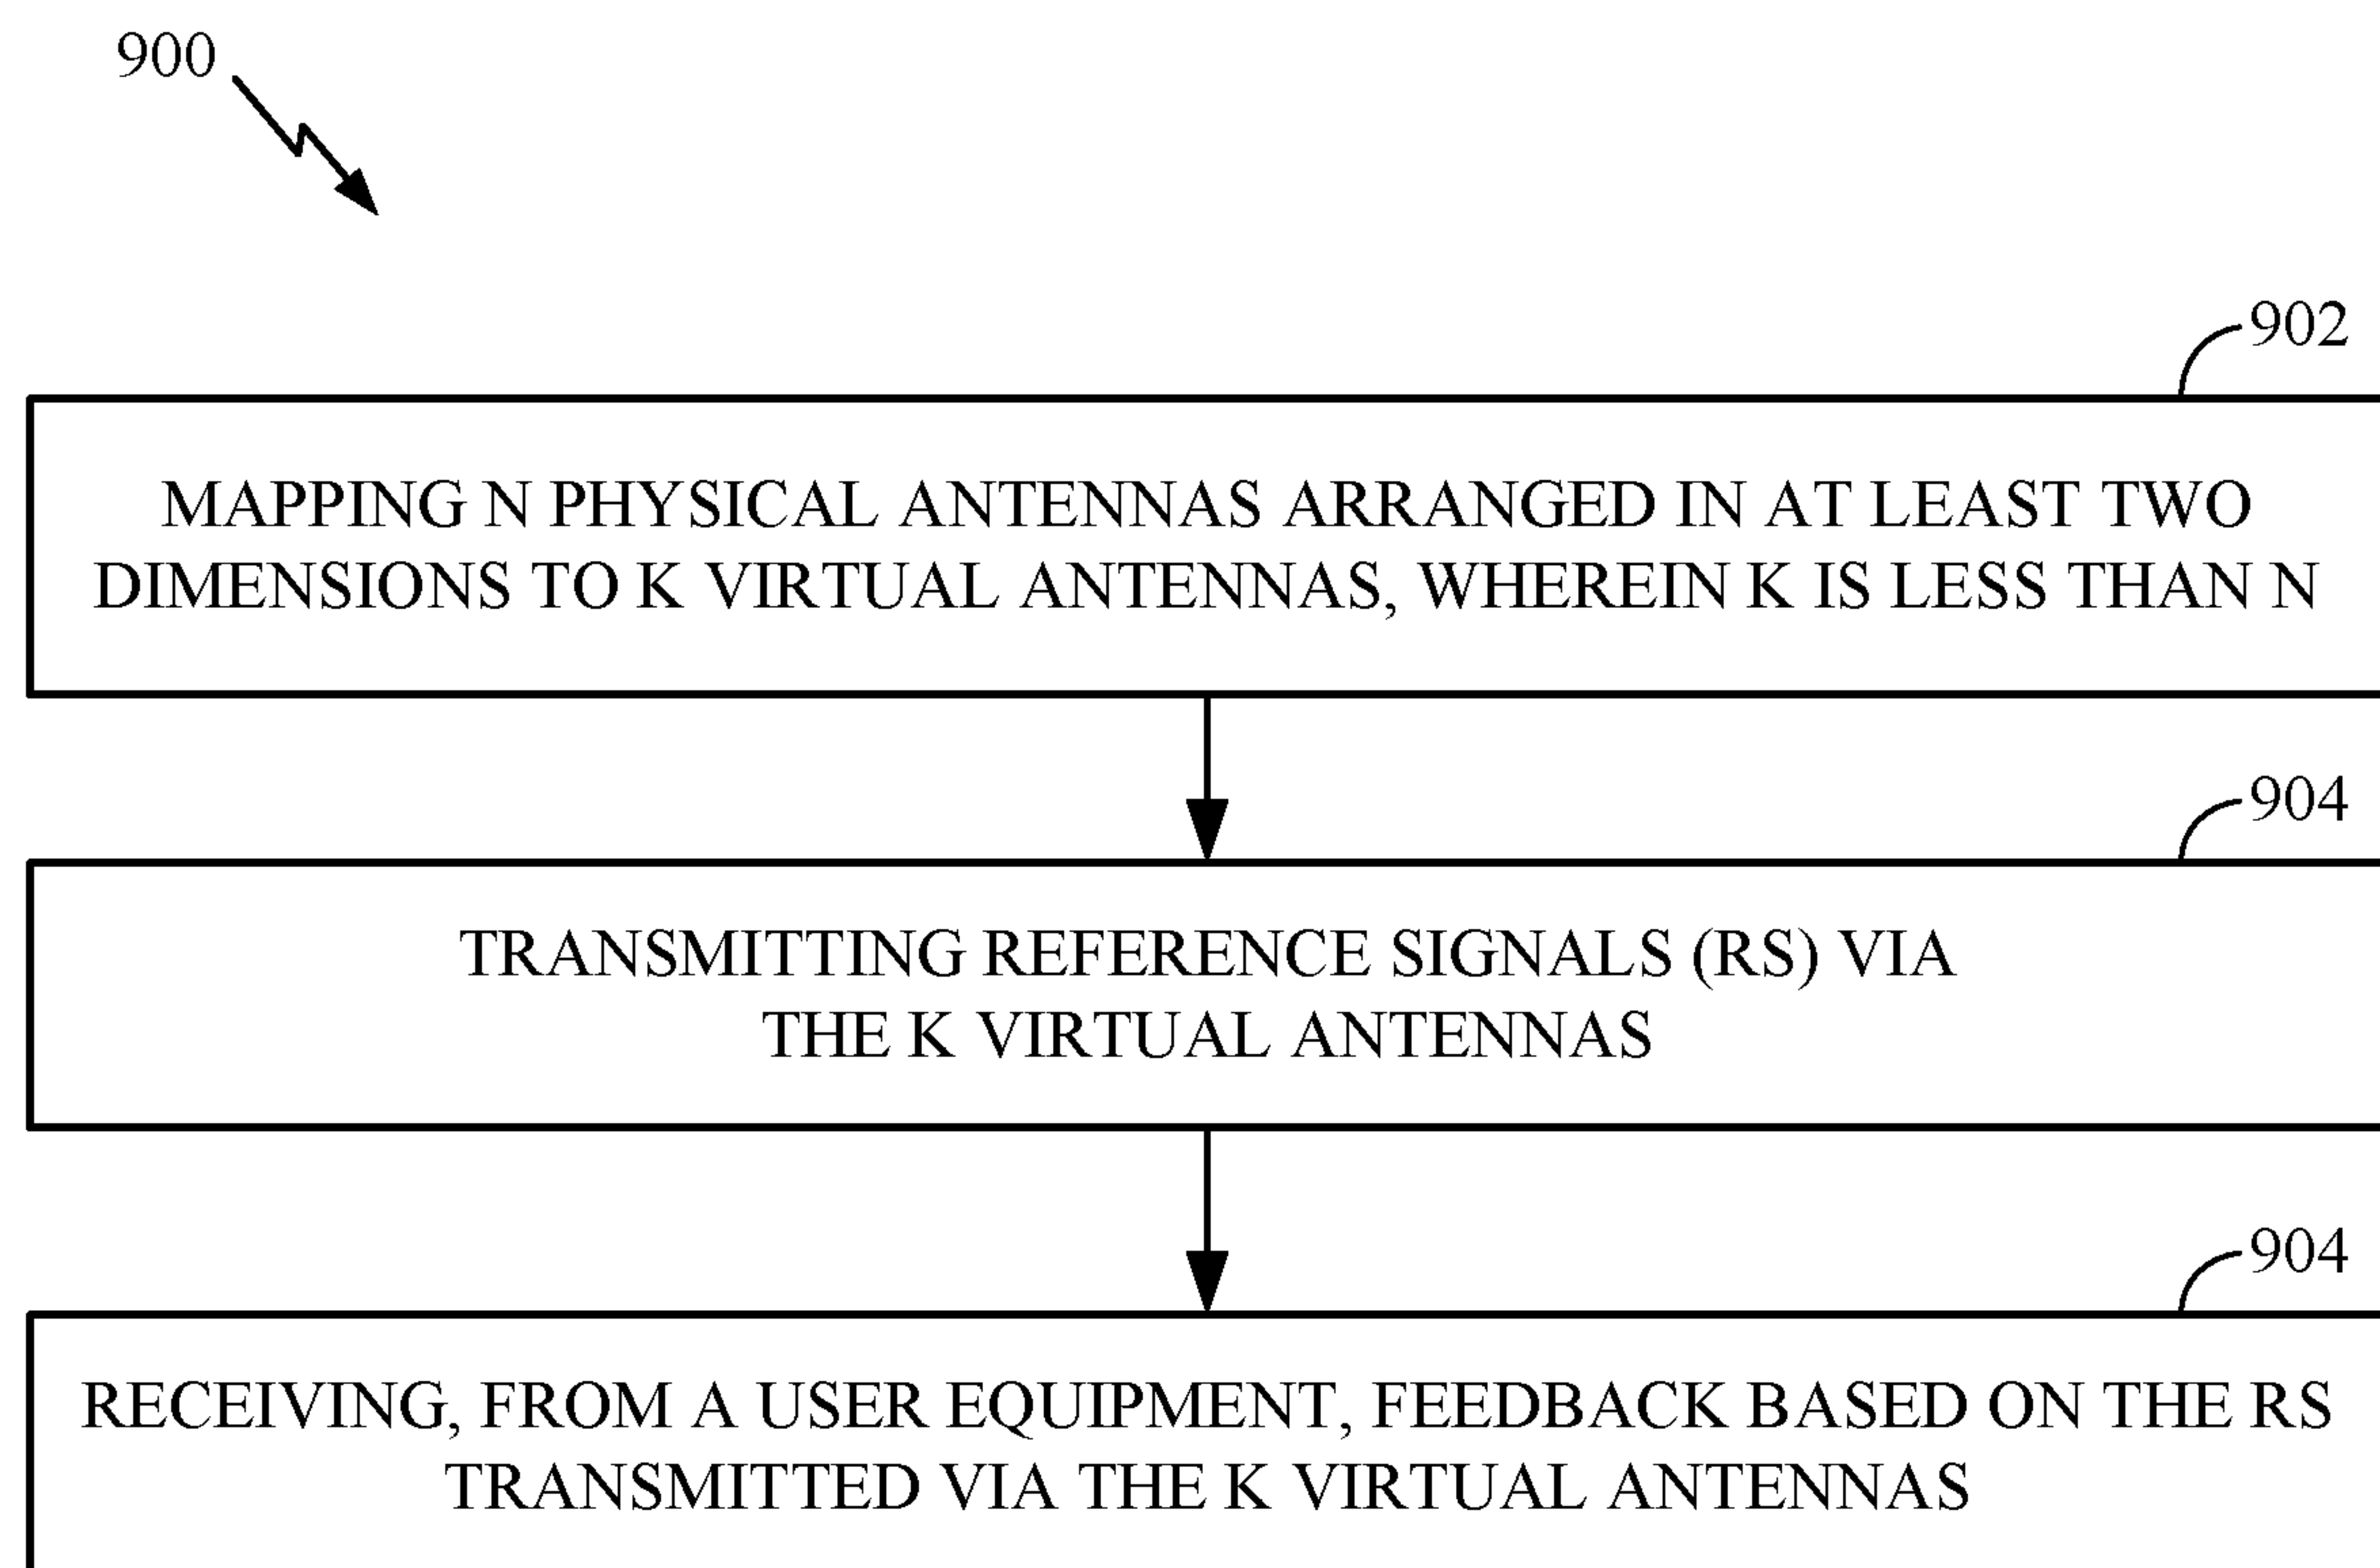 900
902
MAPPING N PHYSICAL ANTENNAS ARRANGED IN AT LEAST TWO
DIMENSIONS TO K VIRTUAL ANTENNAS, WHEREIN K IS LESS THAN N
904
TRANSMITTING REFERENCE SIGNALS (RS) VIA
THE K VIRTUAL ANTENNAS
904
RECEIVING, FROM A USER EQUIPMENT, FEEDBACK BASED ON THE RS
TRANSMITTED VIA THE K VIRTUAL ANTENNAS